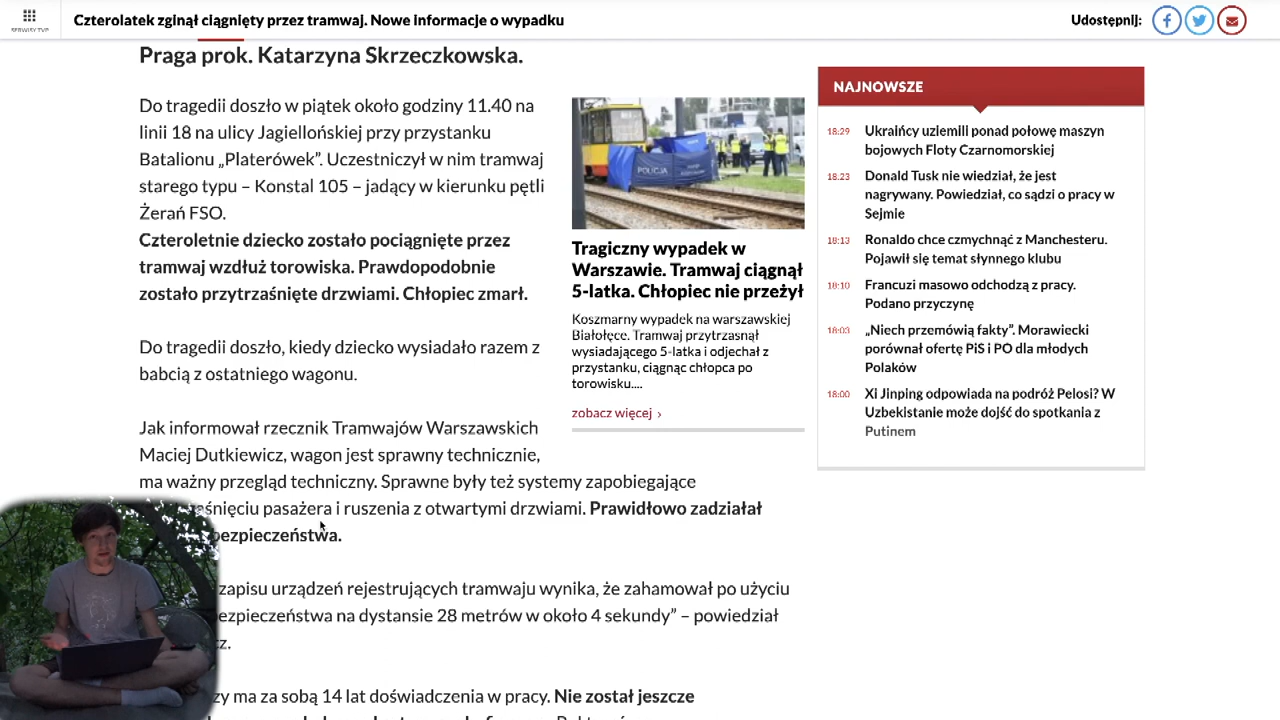 SERWISY TVP
Czterolatek zginął ciągnięty przez tramwaj. Nowe informacje o wypadku
Udostępnij:
Praga prok. Katarzyna Skrzeczkowska.
Do tragedii doszło w piątek około godziny 11.40 na
linii 18 na ulicy Jagiellońskiej przy przystanku
Batalionu „Platerówek”. Uczestniczył w nim tramwaj
starego typu – Konstal 105 – jadący w kierunku pętli
Żerań FSO.
Czteroletnie dziecko zostało pociągnięte przez
tramwaj wzdłuż torowiska. Prawdopodobnie
zostało przytrzaśnięte drzwiami. Chłopiec zmarł.
Do tragedii doszło, kiedy dziecko wysiadało razem z
babcią z ostatniego wagonu.
Jak informował rzecznik Tramwajów Warszawskich
Maciej Dutkiewicz, wagon jest sprawny technicznie,
ma ważny przegląd techniczny. Sprawne były też systemy zapobiegające
aśnięciu pasażera i ruszenia z otwartymi drzwiami. Prawidłowo zadziałał
bezpieczeństwa.
zapisu urządzeń rejestrujących tramwaju wynika, że zahamował po użyciu
ezpieczeństwa na dystansie 28 metrów w około 4 sekundy” – powiedział
cz.
zy ma za sobą 14 lat doświadczenia w pracy. Nie został jeszcze
POLICJA
Tragiczny wypadek w
Warszawie. Tramwaj ciągnął
5-latka. Chłopiec nie przeżył
Koszmarny wypadek na warszawskiej
Białołęce. Tramwaj przytrzasnął
wysiadającego 5-latka i odjechał z
przystanku, ciągnąc chłopca po
torowisku....
zobacz więcej ›
NAJNOWSZE
18:29 Ukraińcy uziemili ponad połowę maszyn
bojowych Floty Czarnomorskiej
18:23 Donald Tusk nie wiedział, że jest
nagrywany. Powiedział, co sądzi o pracy w
Sejmie
18:13 Ronaldo chce czmychnąć z Manchesteru.
Pojawił się temat słynnego klubu
18:10 Francuzi masowo odchodzą z pracy.
Podano przyczynę
18:03 „Niech przemówią fakty”. Morawiecki
porównał ofertę PiS i PO dla młodych
Polaków
18:00 Xi Jinping odpowiada na podróż Pelosi? W
Uzbekistanie może dojść do spotkania z
Putinem